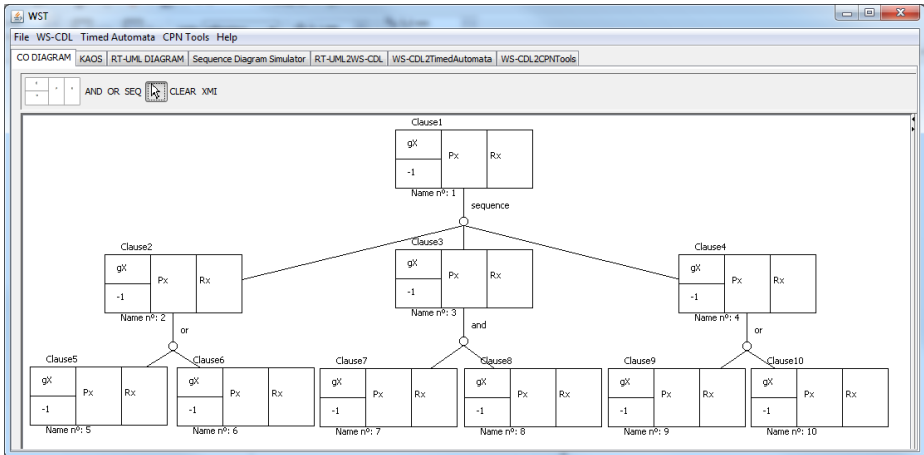 WST
File WS-CDL Timed Automata CPN Tools Help
CO DIAGRAM KAOS RT-UML DIAGRAM Sequence Diagram Simulator RT-UML2WS-CDL WS-CDL2TimedAutomata WS-CDL2CPNTools
AND OR SEQ CLEAR XMI
Clause1
gX Px Rx
-1
Name nº: 1
sequence
Clause2 Clause3 Clause4
gX Px Rx gX Px Rx gX Px Rx
-1 -1 -1
Name nº: 2 Name nº: 3 Name nº: 4
or and or
Clause5 Clause6 Clause7 Clause8 Clause9 Clause10
gX Px Rx gX Px Rx gX Px Rx gX Px Rx gX Px Rx gX Px Rx
-1 -1 -1 -1 -1 -1
Name nº: 5 Name nº: 6 Name nº: 7 Name nº: 8 Name nº: 9 Name nº: 10